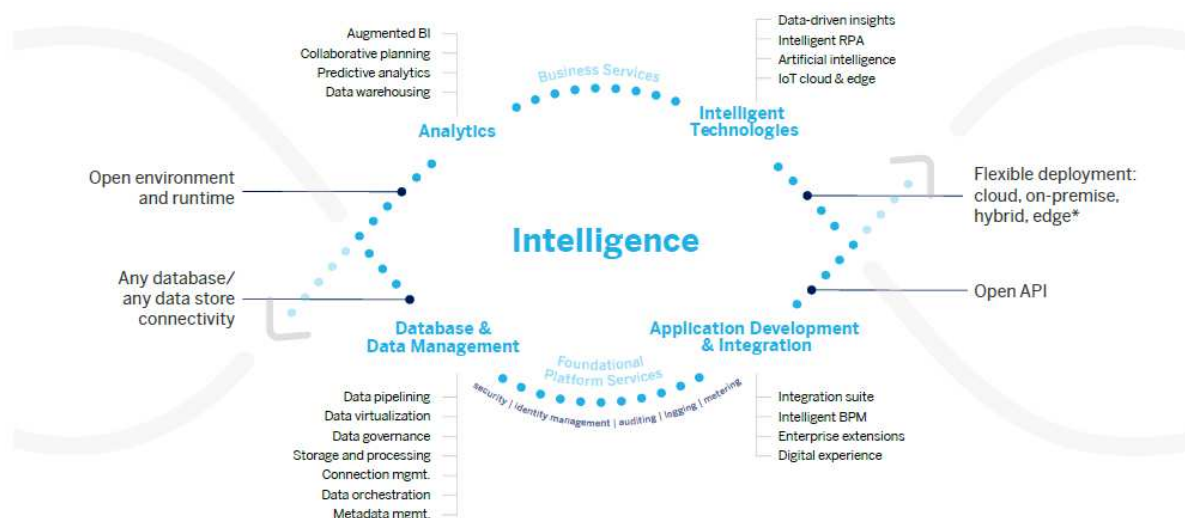 Augmented BI
Collaborative planning
Predictive analytics
Data warehousing
Business Services
Data-driven insights
Intelligent RPA
Artificial intelligence
IoT cloud & edge
Analytics
Intelligent
Technologies
Open environment
and runtime
Flexible deployment:
cloud, on-premise,
hybrid, edge*
Intelligence
Any database/
any data store
connectivity
Open API
Database &
Data Management
Application Development
& Integration
Foundational
Platform Services
security | identity management | auditing | logging | metering
Data pipelining
Data virtualization
Data governance
Storage and processing
Connection mgmt.
Data orchestration
Metadata mgmt.
Integration suite
Intelligent BPM
Enterprise extensions
Digital experience